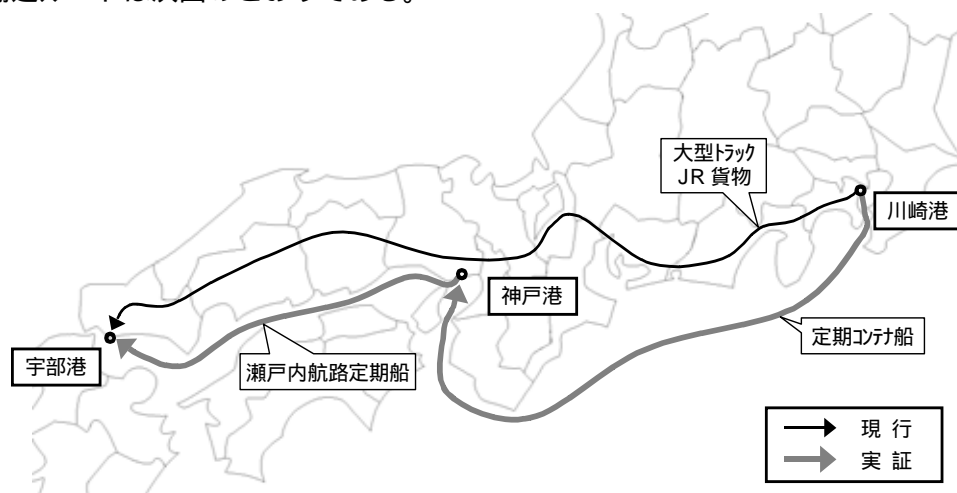 大型トラック
JR 貨物
川崎港
神戸港
定期コンテナ船
宇部港
瀬戸内航路定期船
現 行
実 証